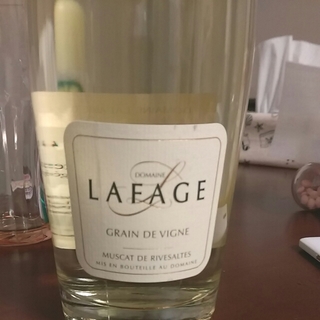 DOMAINE
LAFAGE
GRAIN DE VIGNE
MUSCAT DE RIVESALTES
MIS EN BOUTEILLE AU DOMAINE